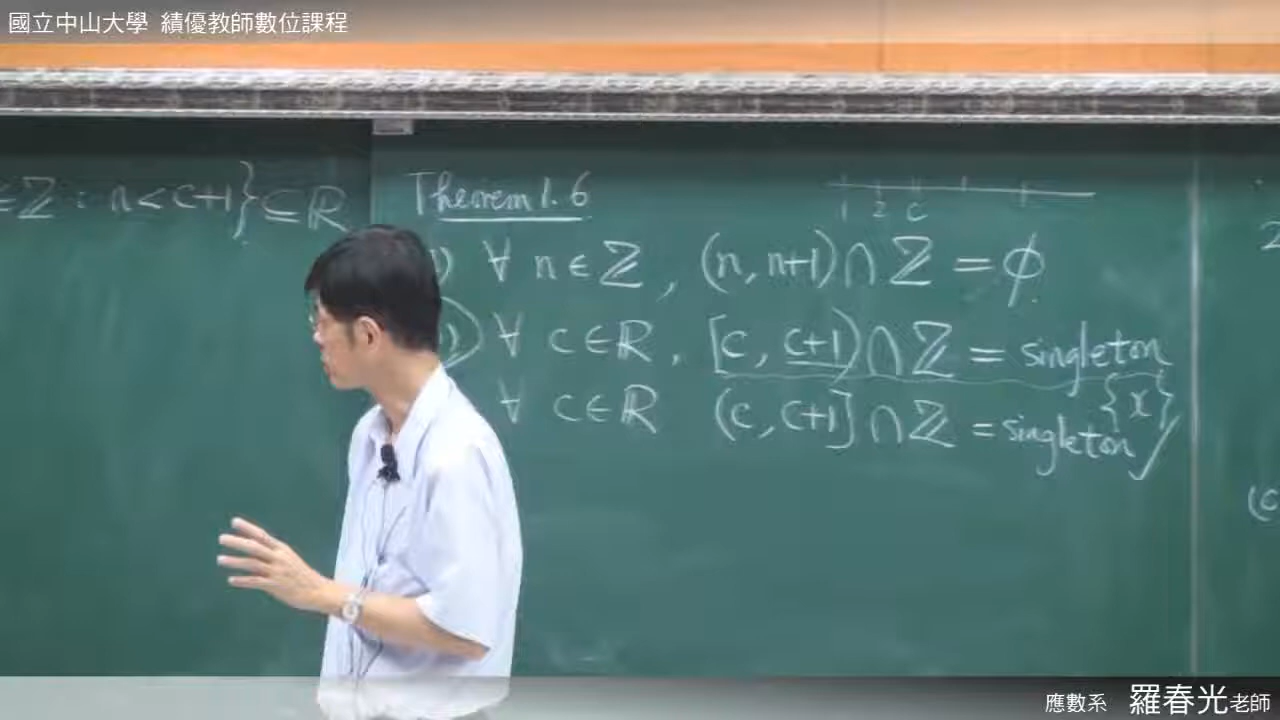 國立中山大學 績優教師數位課程
∈ℤ : n < c+1} ⊆ ℝ
Theorem 1.6
1 2 c
) ∀ n ∈ ℤ , (n, n+1) ∩ ℤ = ϕ
) ∀ c ∈ ℝ , [c, c+1) ∩ ℤ = singleton
{x}
∀ c ∈ ℝ (c, c+1] ∩ ℤ = singleton
應數系 羅春光老師